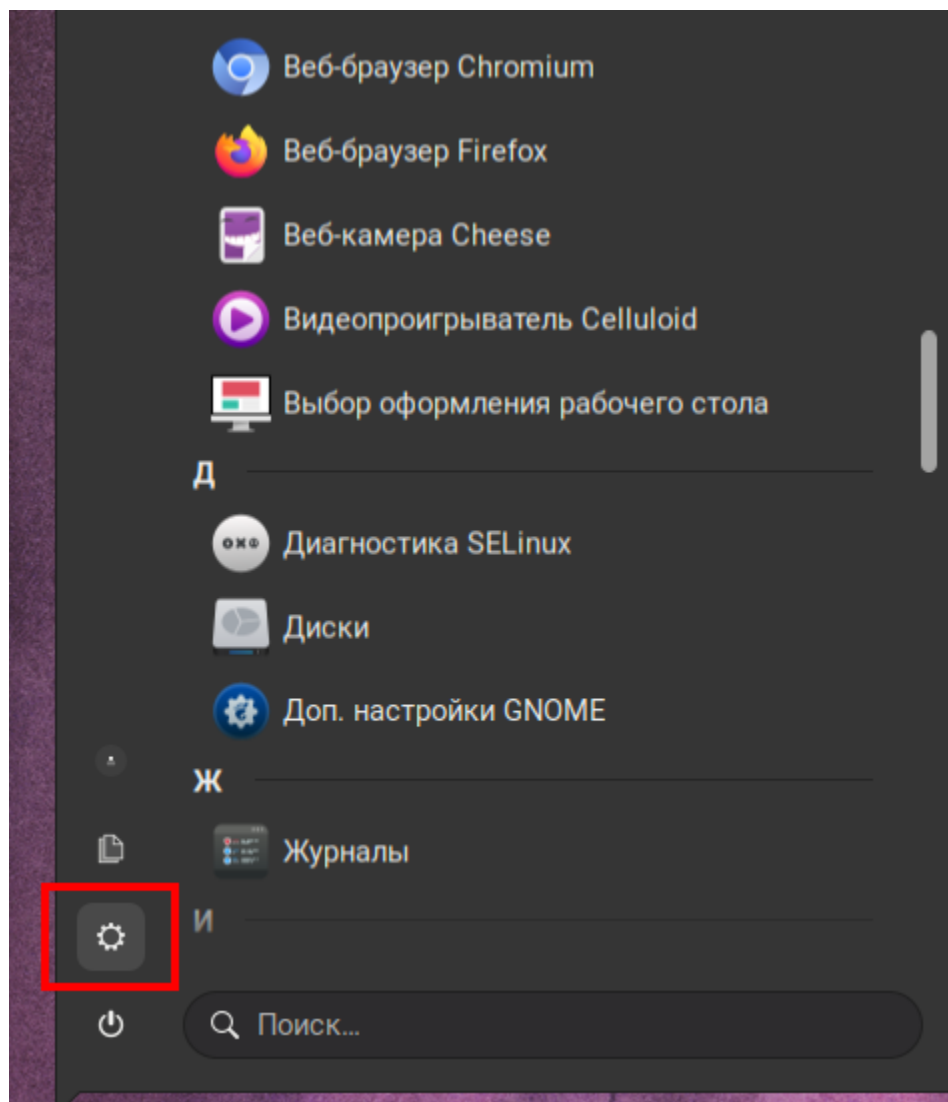 Веб-браузер Chromium
Веб-браузер Firefox
Веб-камера Cheese
Видеопроигрыватель Celluloid
Выбор оформления рабочего стола
Д
Диагностика SELinux
Диски
Доп. настройки GNOME
Ж
Журналы
И
Поиск...